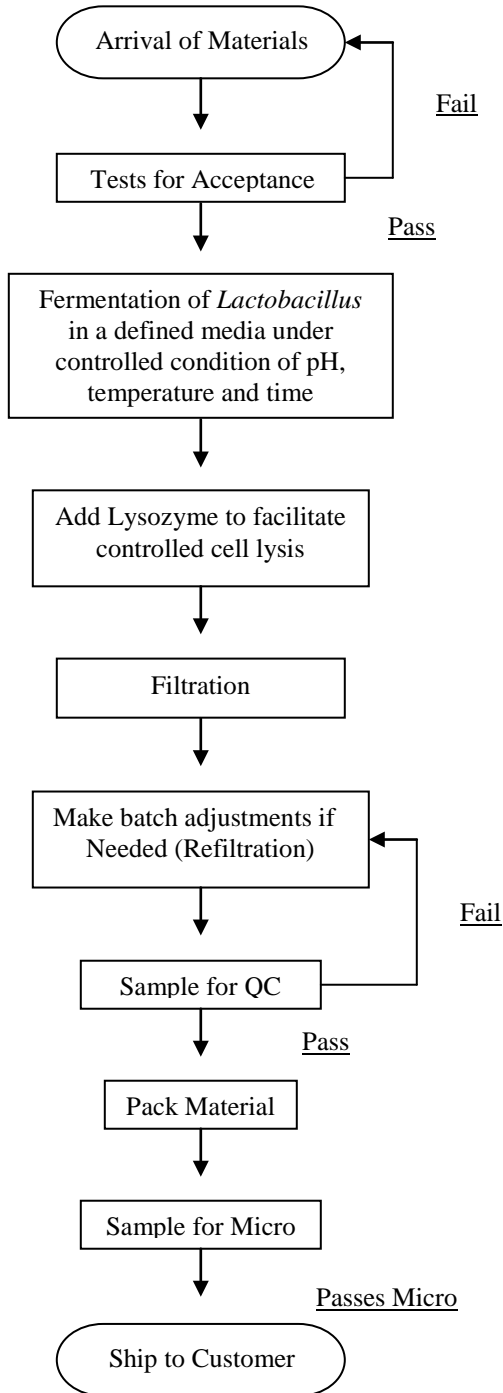 Arrival of Materials
Fail
Tests for Acceptance
Pass
Fermentation of Lactobacillus
in a defined media under
controlled condition of pH,
temperature and time
Add Lysozyme to facilitate
controlled cell lysis
Filtration
Make batch adjustments if
Needed (Refiltration)
Fail
Sample for QC
Pass
Pack Material
Sample for Micro
Passes Micro
Ship to Customer